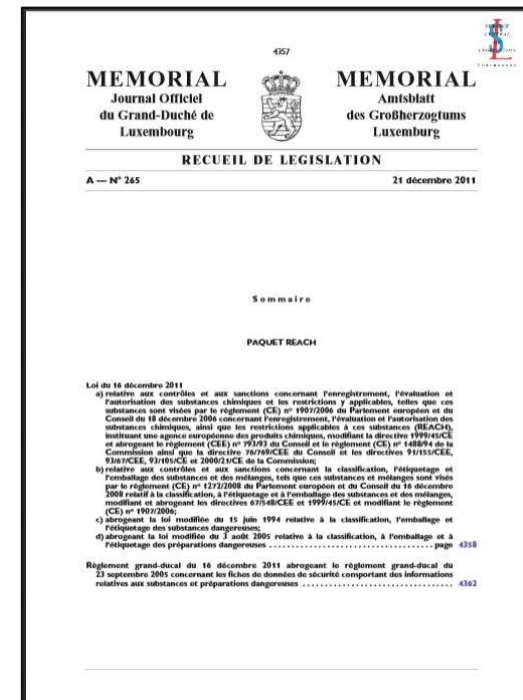 4357
MEMORIAL
Journal Officiel
du Grand-Duché de
Luxembourg
MEMORIAL
Amtsblatt
des Großherzogtums
Luxemburg
RECUEIL DE LEGISLATION
A — N° 265
21 décembre 2011
Sommaire
PAQUET REACH
Loi du 16 décembre 2011
a) relative aux contrôles et aux sanctions concernant l'enregistrement, l'évaluation et
l'autorisation des substances chimiques et les restrictions y applicables, telles que ces
substances sont visées par le règlement (CE) n° 1907/2006 du Parlement européen et du
Conseil du 18 décembre 2006 concernant l'enregistrement, l'évaluation et l'autorisation des
substances chimiques, ainsi que les restrictions applicables à ces substances (REACH),
instituant une agence européenne des produits chimiques, modifiant la directive 1999/45/CE
et abrogeant le règlement (CEE) n° 793/93 du Conseil et le règlement (CE) n° 1488/94 de la
Commission ainsi que la directive 76/769/CEE du Conseil et les directives 91/155/CEE,
93/67/CEE, 93/105/CE et 2000/21/CE de la Commission;
b) relative aux contrôles et aux sanctions concernant la classification, l'étiquetage et
l'emballage des substances et des mélanges, tels que ces substances et mélanges sont visés
par le règlement (CE) n° 1272/2008 du Parlement européen et du Conseil du 16 décembre
2008 relatif à la classification, à l'étiquetage et à l'emballage des substances et des mélanges,
modifiant et abrogeant les directives 67/548/CEE et 1999/45/CE et modifiant le règlement
(CE) n° 1907/2006;
c) abrogeant la loi modifiée du 15 juin 1994 relative à la classification, l'emballage et
l'étiquetage des substances dangereuses;
d) abrogeant la loi modifiée du 3 août 2005 relative à la classification, à l'emballage et à
l'étiquetage des préparations dangereuses ........ page 4358
Règlement grand-ducal du 16 décembre 2011 abrogeant le règlement grand-ducal du
23 septembre 2005 concernant les fiches de données de sécurité comportant des informations
relatives aux substances et préparations dangereuses ........ 4362